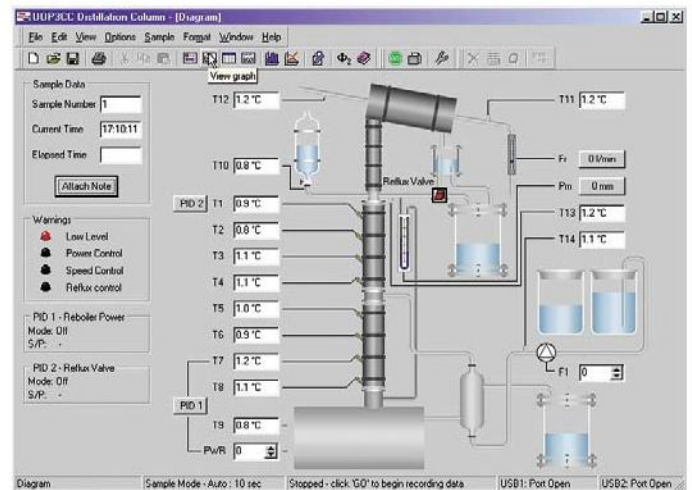 UOP3CC Distillation Column - [Diagram]
File Edit View Options Sample Format Window Help
View graph
Sample Data
Sample Number 1
Current Time 17:10:11
Elapsed Time
Attach Note
Warnings
Low Level
Power Control
Speed Control
Reflux control
PID 1 - Reboiler Power
Mode: Off
S/P: -
PID 2 - Reflux Valve
Mode: Off
S/P: -
T12 1.2 °C
T10 0.8 °C
PID 2 T1 0.9 °C
T2 0.8 °C
T3 1.1 °C
T4 1.1 °C
T5 1.0 °C
T6 0.9 °C
T7 1.2 °C
T8 1.1 °C
PID 1
T9 0.8 °C
PWR 0
Reflux Valve
T11 1.2 °C
Fr 0 l/min
Pm 0 mm
T13 1.2 °C
T14 1.1 °C
F1 0
Diagram
Sample Mode - Auto : 10 sec
Stopped - click 'GO' to begin recording data
USB1: Port Open
USB2: Port Open